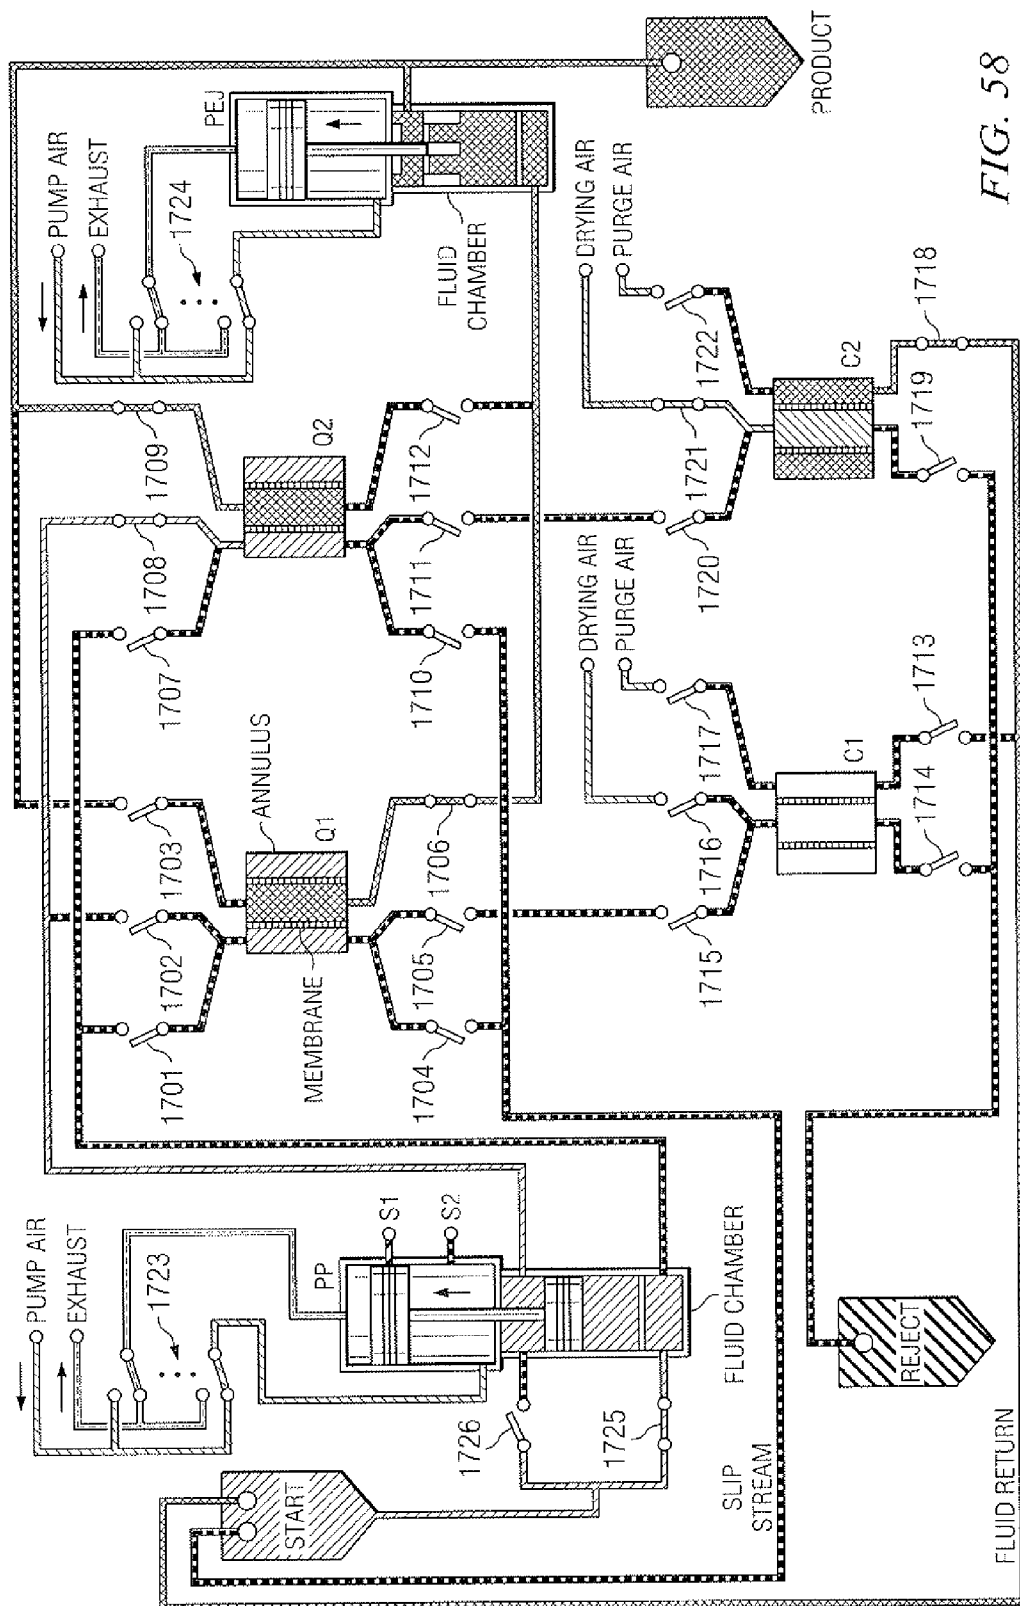 PUMP AIR
EXHAUST
1723
PP
S1
S2
START
1726
1725
FLUID CHAMBER
SLIP
STREAM
REJECT
FLUID RETURN
1701
1702
1703
ANNULUS
Q1
MEMBRANE
1704
1705
1706
1707
1708
1709
Q2
1710
1711
1712
PUMP AIR
EXHAUST
1724
PEJ
FLUID
CHAMBER
PRODUCT
DRYING AIR
PURGE AIR
1715
1716
1717
C1
1714
1713
DRYING AIR
PURGE AIR
1720
1721
1722
C2
1719
1718
FIG. 58